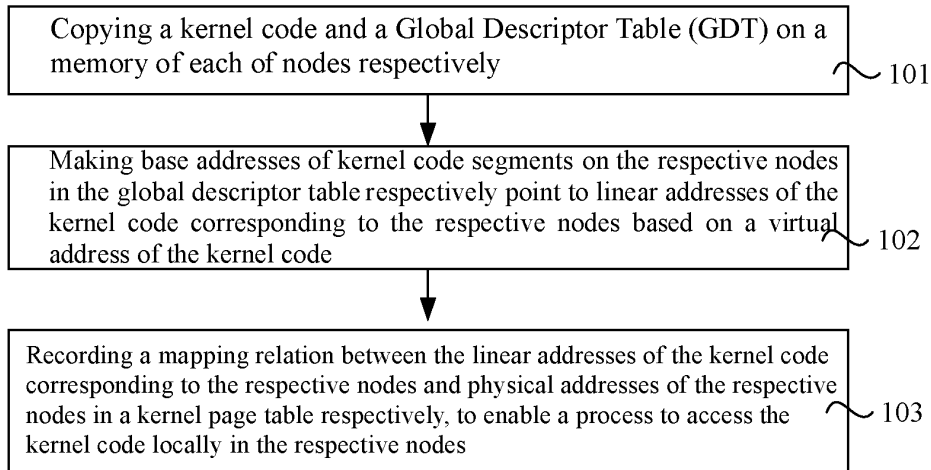 Copying a kernel code and a Global Descriptor Table (GDT) on a
memory of each of nodes respectively
101
Making base addresses of kernel code segments on the respective nodes
in the global descriptor table respectively point to linear addresses of the
kernel code corresponding to the respective nodes based on a virtual
address of the kernel code
102
Recording a mapping relation between the linear addresses of the kernel code
corresponding to the respective nodes and physical addresses of the respective
nodes in a kernel page table respectively, to enable a process to access the
kernel code locally in the respective nodes
103